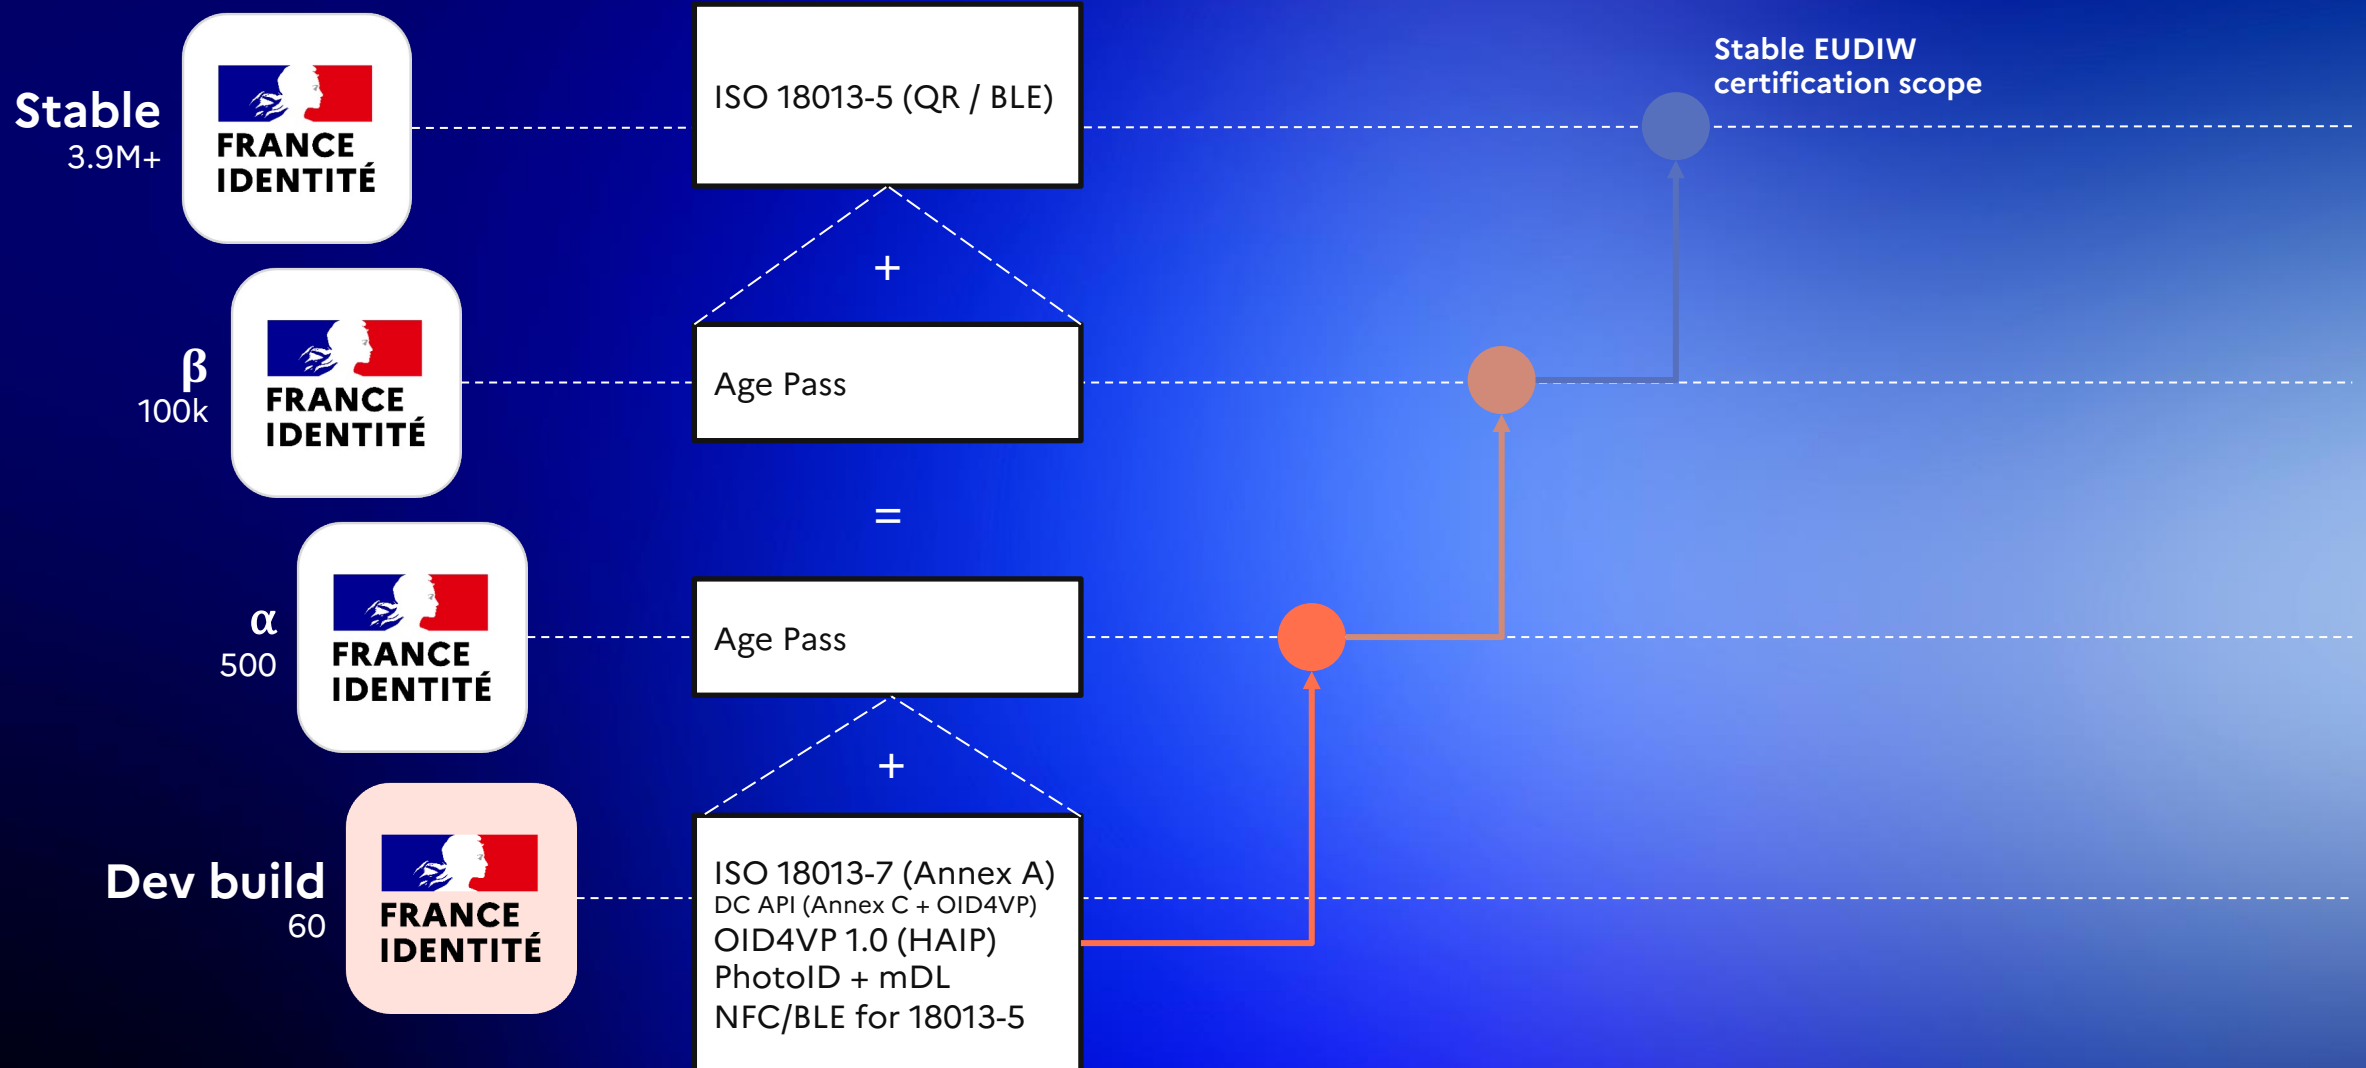 Stable
3.9M+
FRANCE
IDENTITÉ
ISO 18013-5 (QR / BLE)
Stable EUDIW
certification scope
+
β
100k
FRANCE
IDENTITÉ
Age Pass
=
α
500
FRANCE
IDENTITÉ
Age Pass
+
Dev build
60
FRANCE
IDENTITÉ
ISO 18013-7 (Annex A)
DC API (Annex C + OID4VP)
OID4VP 1.0 (HAIP)
PhotoID + mDL
NFC/BLE for 18013-5